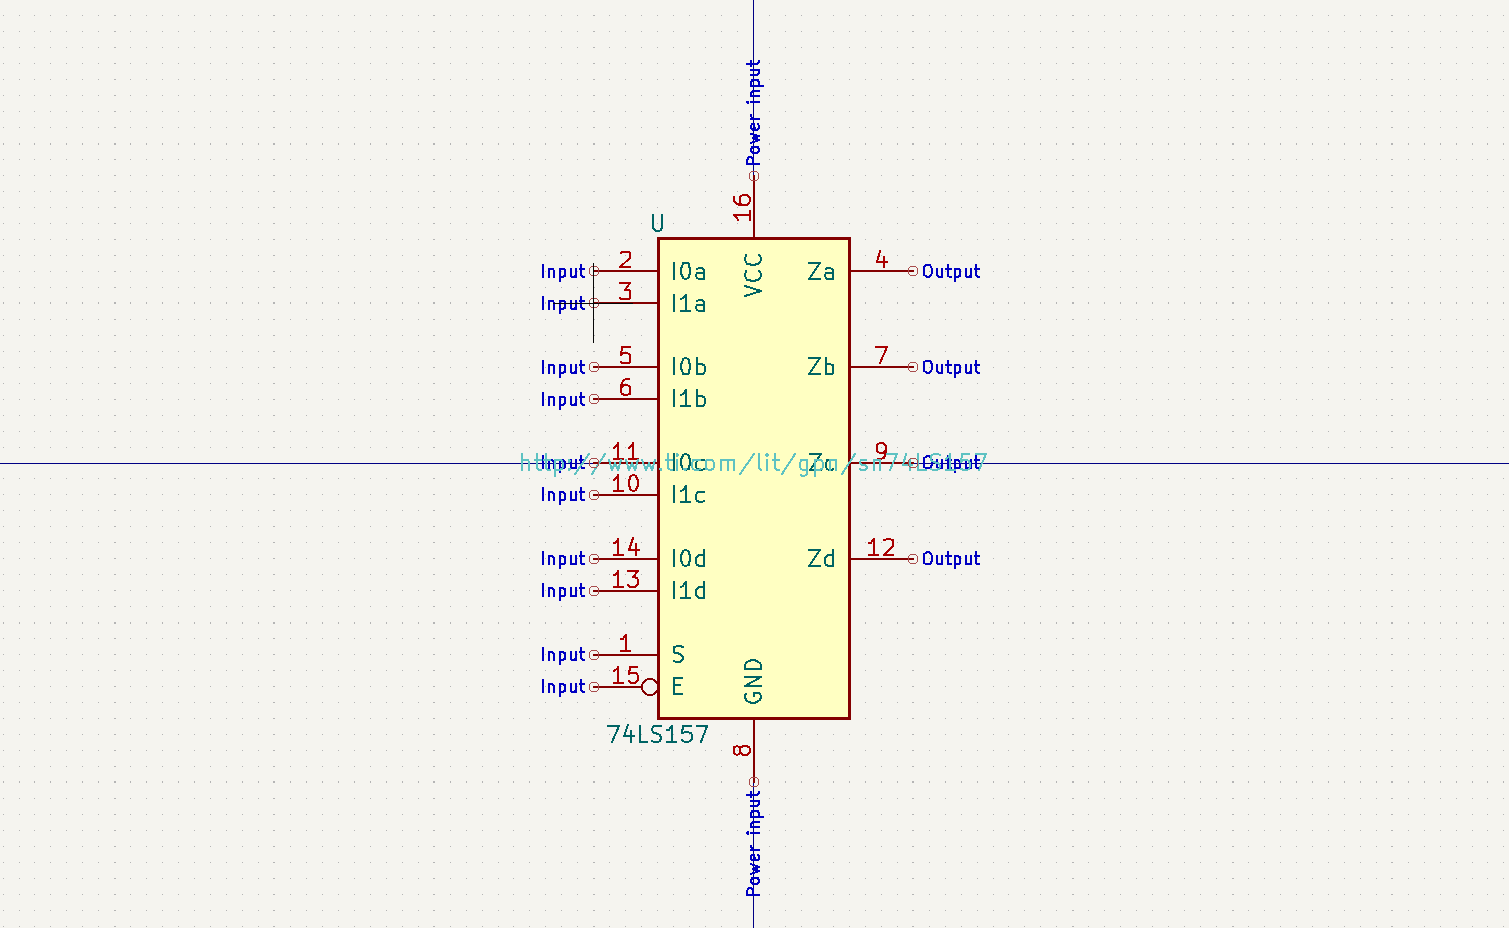 Power input
16
U
Input 2 I0a VCC Za 4 Output
Input 3 I1a
Input 5 I0b Zb 7 Output
Input 6 I1b
Input 11 I0c Zc 9 Output
http://www.ti.com/lit/gpn/sn74LS157
Input 10 I1c
Input 14 I0d Zd 12 Output
Input 13 I1d
Input 1 S
Input 15 E GND
74LS157
8
Power input